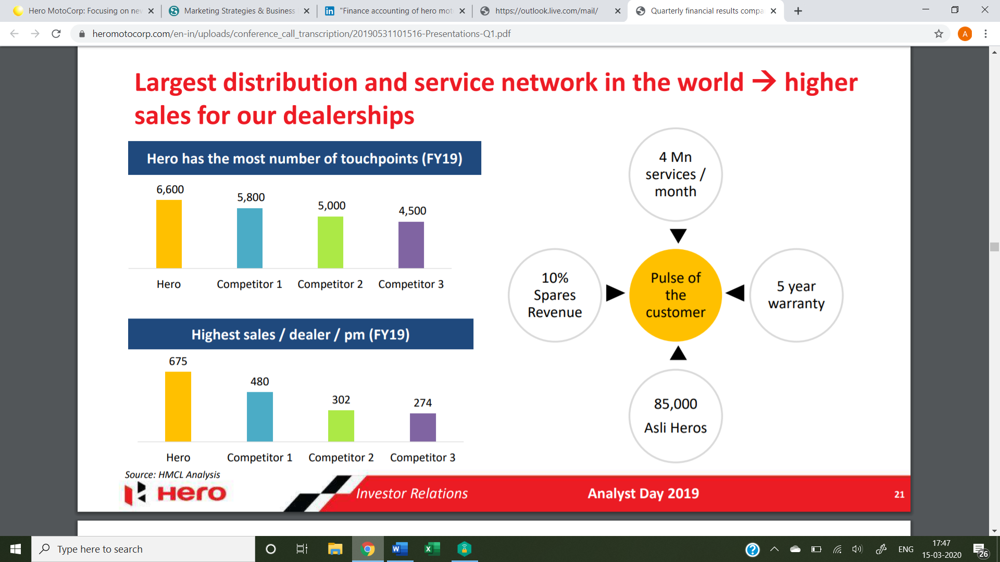 Hero MotoCorp: Focusing on nev
Marketing Strategies & Business
"Finance accounting of hero mot
https://outlook.live.com/mail/
Quarterly financial results compa
heromotocorp.com/en-in/uploads/conference_call_transcription/20190531101516-Presentations-Q1.pdf
A
Largest distribution and service network in the world → higher
sales for our dealerships
Hero has the most number of touchpoints (FY19)
6,600
5,800
5,000
4,500
Hero
Competitor 1
Competitor 2
Competitor 3
Highest sales / dealer / pm (FY19)
675
480
302
274
Hero
Competitor 1
Competitor 2
Competitor 3
4 Mn
services /
month
10%
Spares
Revenue
Pulse of
the
customer
5 year
warranty
85,000
Asli Heros
Source: HMCL Analysis
Hero
Investor Relations
Analyst Day 2019
21
Type here to search
ENG
17:47
15-03-2020
26